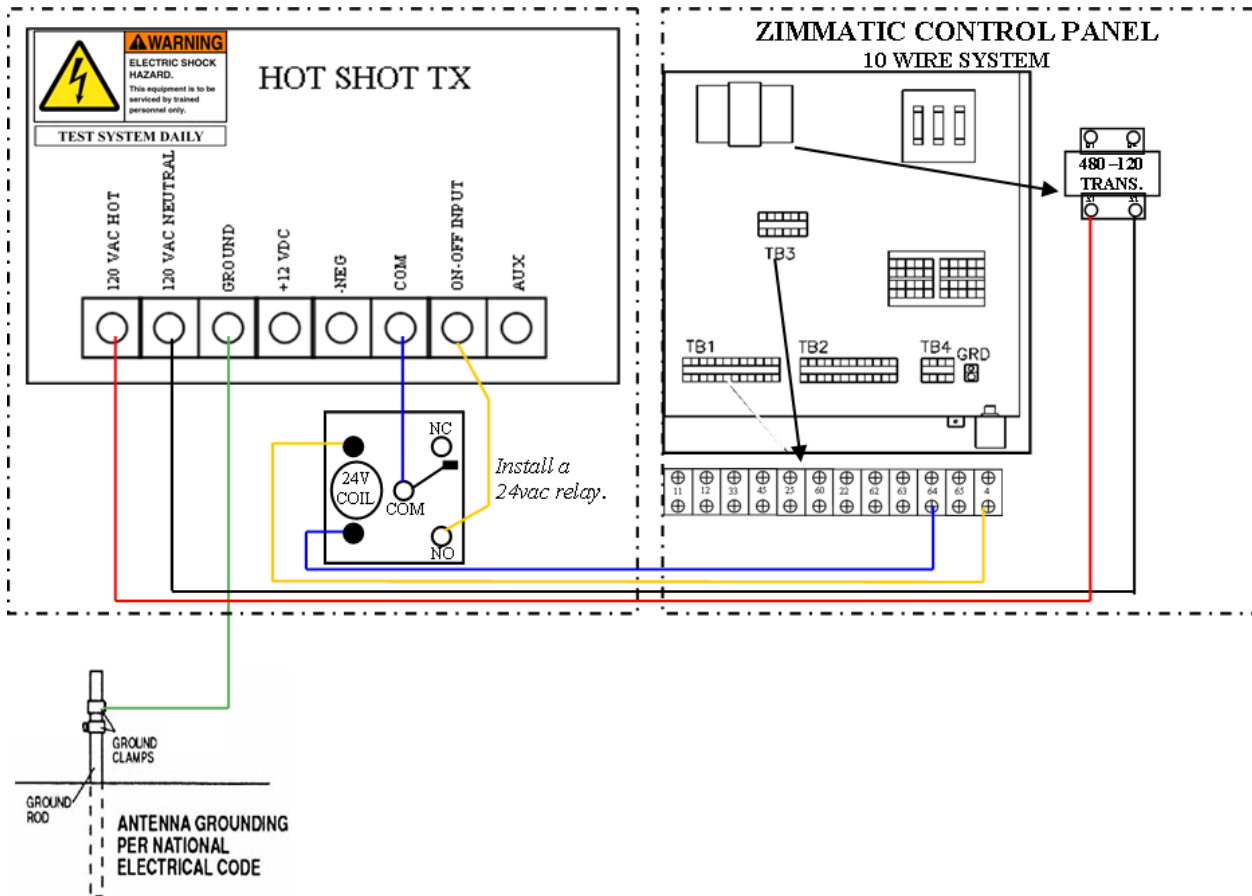 WARNING
ELECTRIC SHOCK
HAZARD.
This equipment is to be
serviced by trained
personnel only.
TEST SYSTEM DAILY
HOT SHOT TX
120 VAC HOT
120 VAC NEUTRAL
GROUND
+12 VDC
-NEG
COM
ON-OFF INPUT
AUX
NC
24V
COIL
COM
NO
Install a
24vac relay.
ZIMMATIC CONTROL PANEL
10 WIRE SYSTEM
480-120
TRANS.
TB3
TB1
TB2
TB4
GRD
11 12 33 45 25 60 22 62 63 64 65 4
GROUND
CLAMPS
GROUND
ROD
ANTENNA GROUNDING
PER NATIONAL
ELECTRICAL CODE